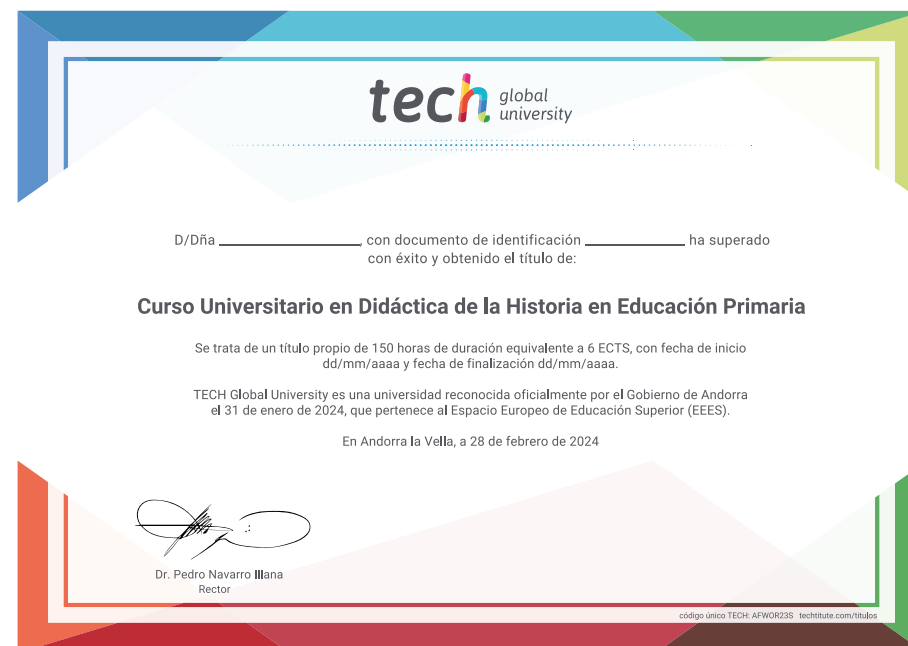 tech global university
D/Dña ____________________, con documento de identificación ______________ ha superado
con éxito y obtenido el título de:
Curso Universitario en Didáctica de la Historia en Educación Primaria
Se trata de un título propio de 150 horas de duración equivalente a 6 ECTS, con fecha de inicio
dd/mm/aaaa y fecha de finalización dd/mm/aaaa.
TECH Global University es una universidad reconocida oficialmente por el Gobierno de Andorra
el 31 de enero de 2024, que pertenece al Espacio Europeo de Educación Superior (EEES).
En Andorra la Vella, a 28 de febrero de 2024
Dr. Pedro Navarro Illana
Rector
código único TECH: AFWOR23S techtitute.com/titulos